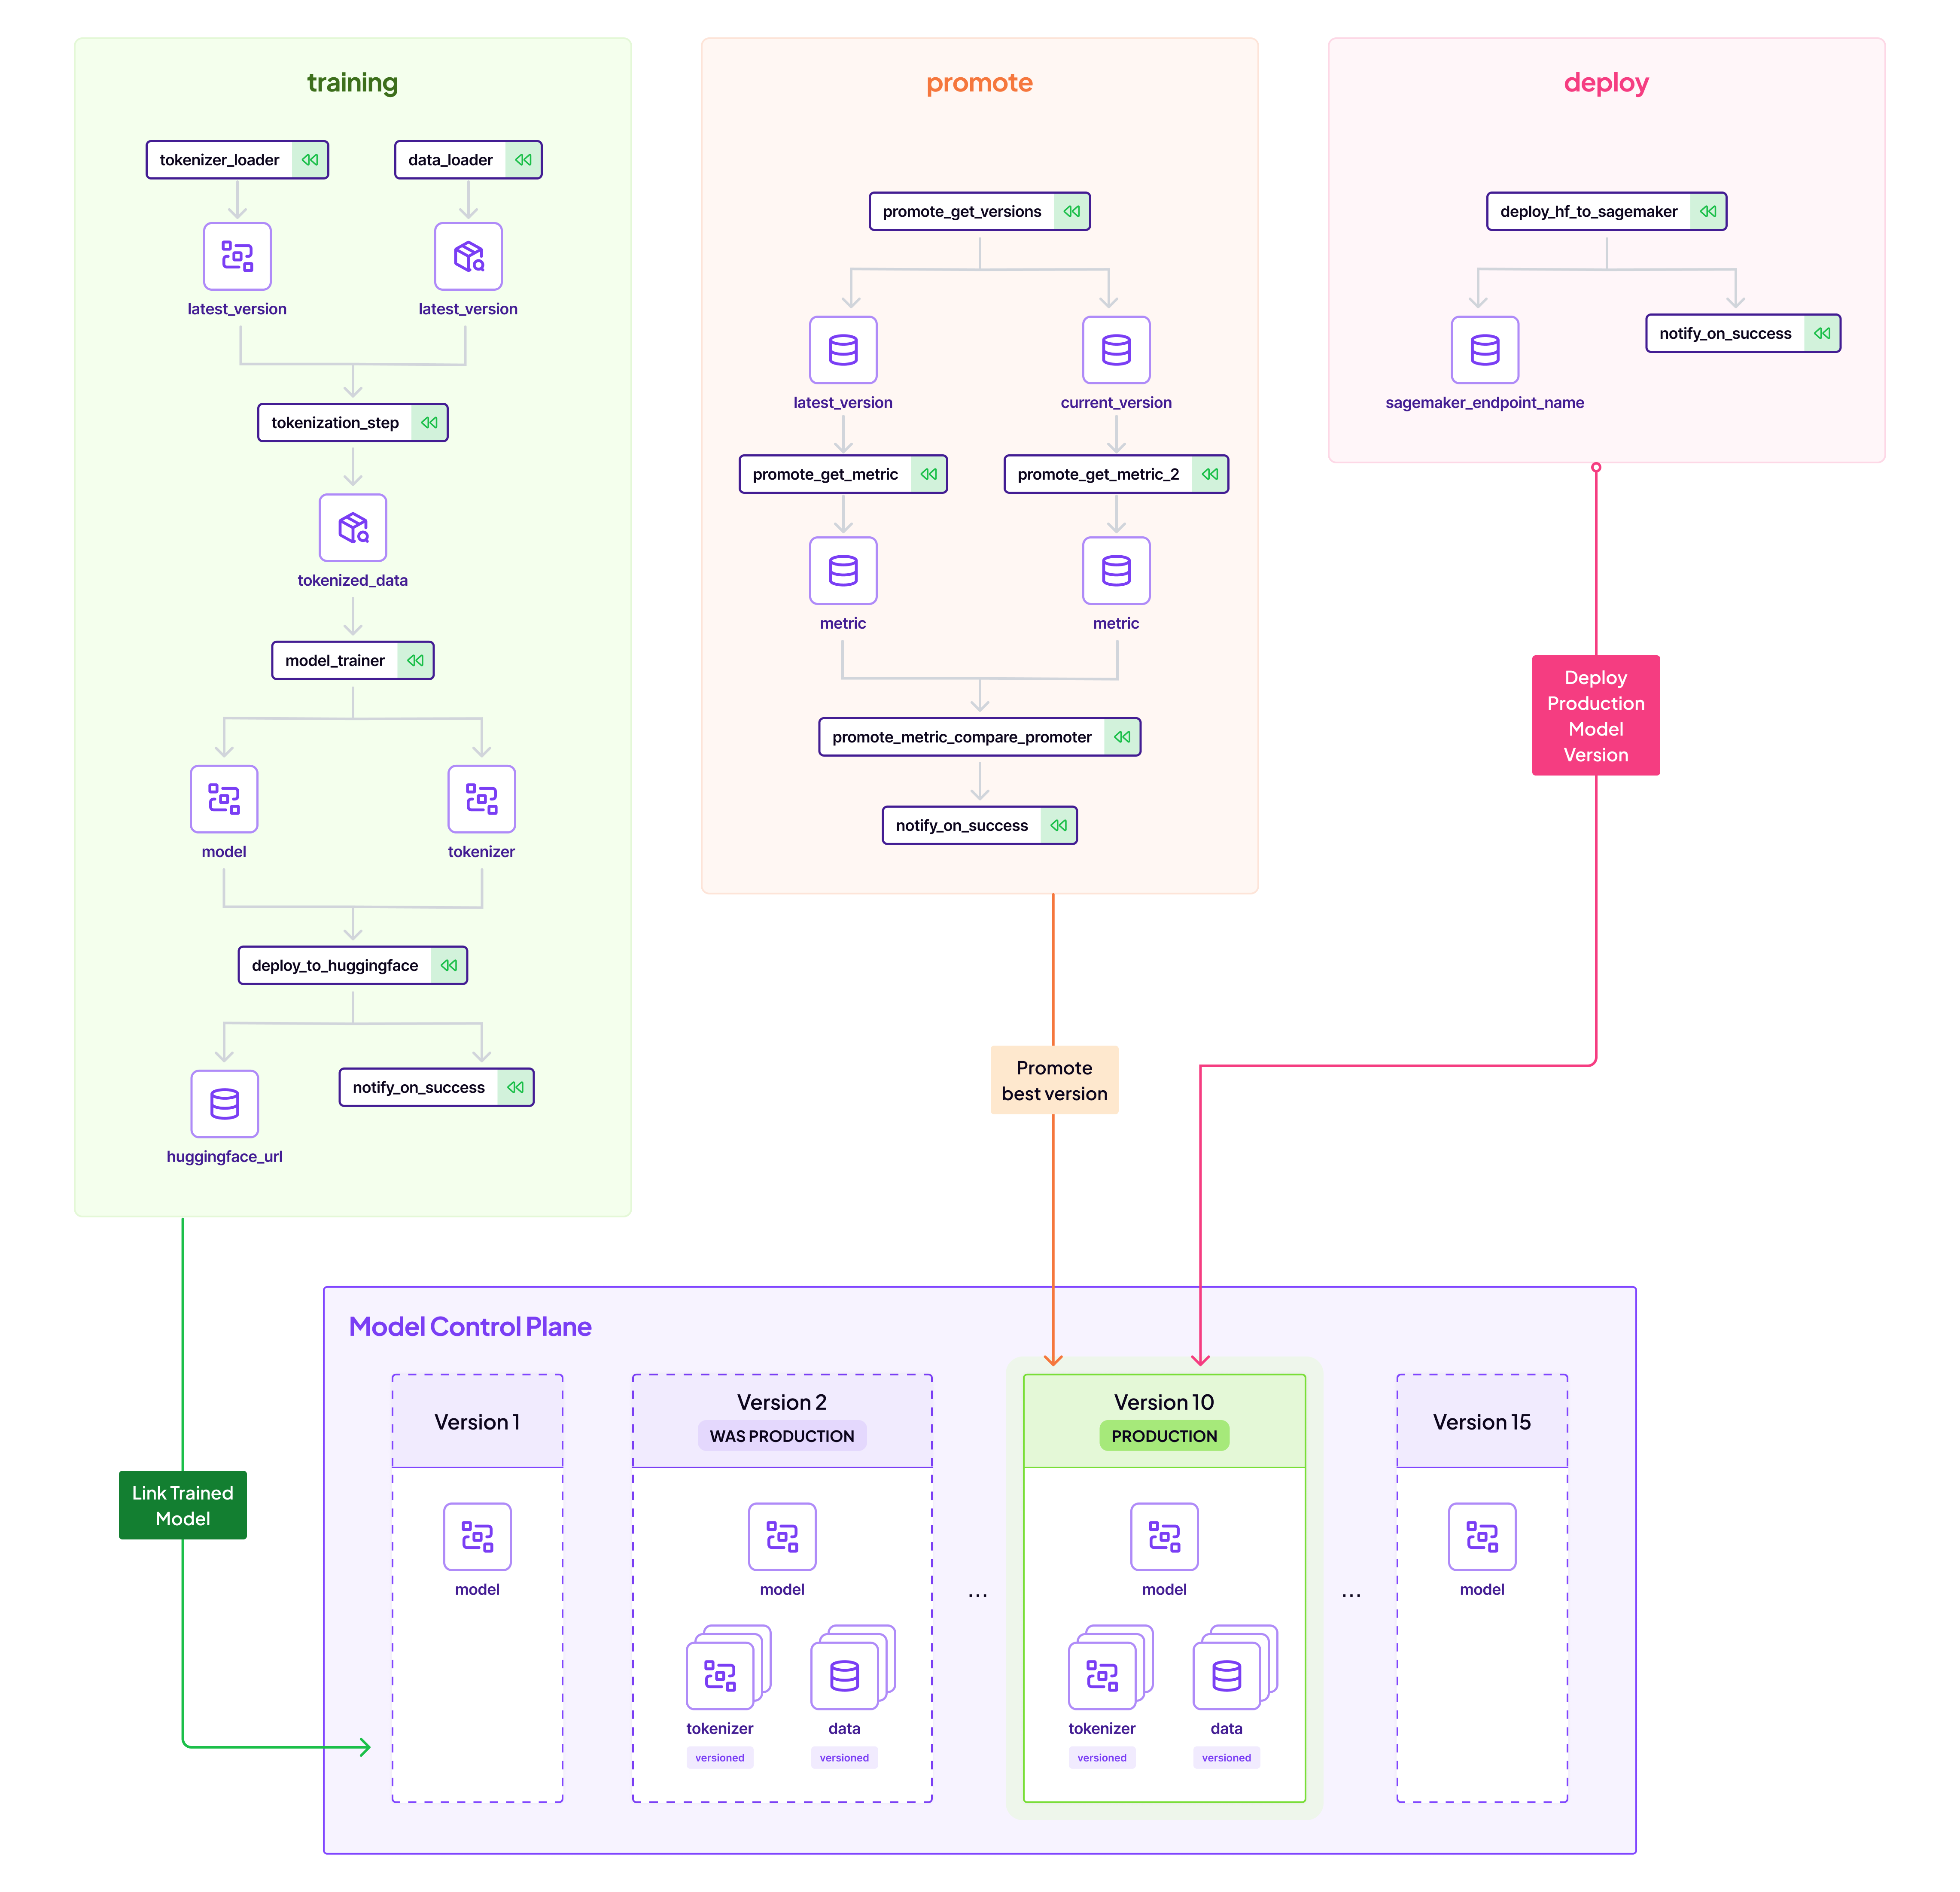 training
tokenizer_loader
data_loader
latest_version
latest_version
tokenization_step
tokenized_data
model_trainer
model
tokenizer
deploy_to_huggingface
notify_on_success
huggingface_url
promote
promote_get_versions
latest_version
current_version
promote_get_metric
promote_get_metric_2
metric
metric
promote_metric_compare_promoter
notify_on_success
deploy
deploy_hf_to_sagemaker
notify_on_success
sagemaker_endpoint_name
Deploy
Production
Model
Version
Promote
best version
Link Trained
Model
Model Control Plane
Version 1
model
Version 2
WAS PRODUCTION
model
tokenizer
data
versioned
versioned
...
Version 10
PRODUCTION
model
tokenizer
data
versioned
versioned
...
Version 15
model